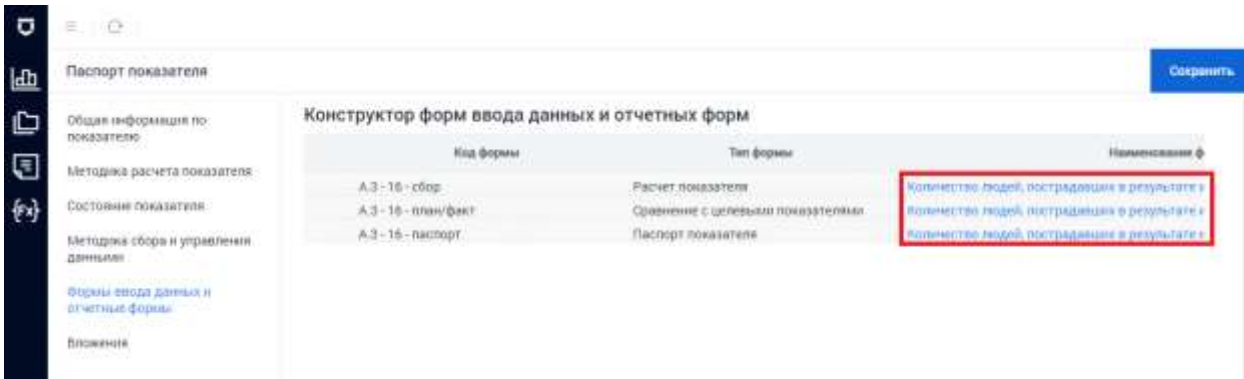 Паспорт показателя
Сохранить
Общая информация по
показателю
Методика расчета показателя
Состояние показателя
Методика сбора и управления
данными
Формы ввода данных и
отчетные формы
Вложения
Конструктор форм ввода данных и отчетных форм
Код формы Тип формы Наименование ф
А.3 - 16 - сбор Расчет показателя Количество людей, пострадавших в результате
А.3 - 16 - план/факт Сравнение с целевыми показателями Количество людей, пострадавших в результате
А.3 - 16 - паспорт Паспорт показателя Количество людей, пострадавших в результате
{Fx}